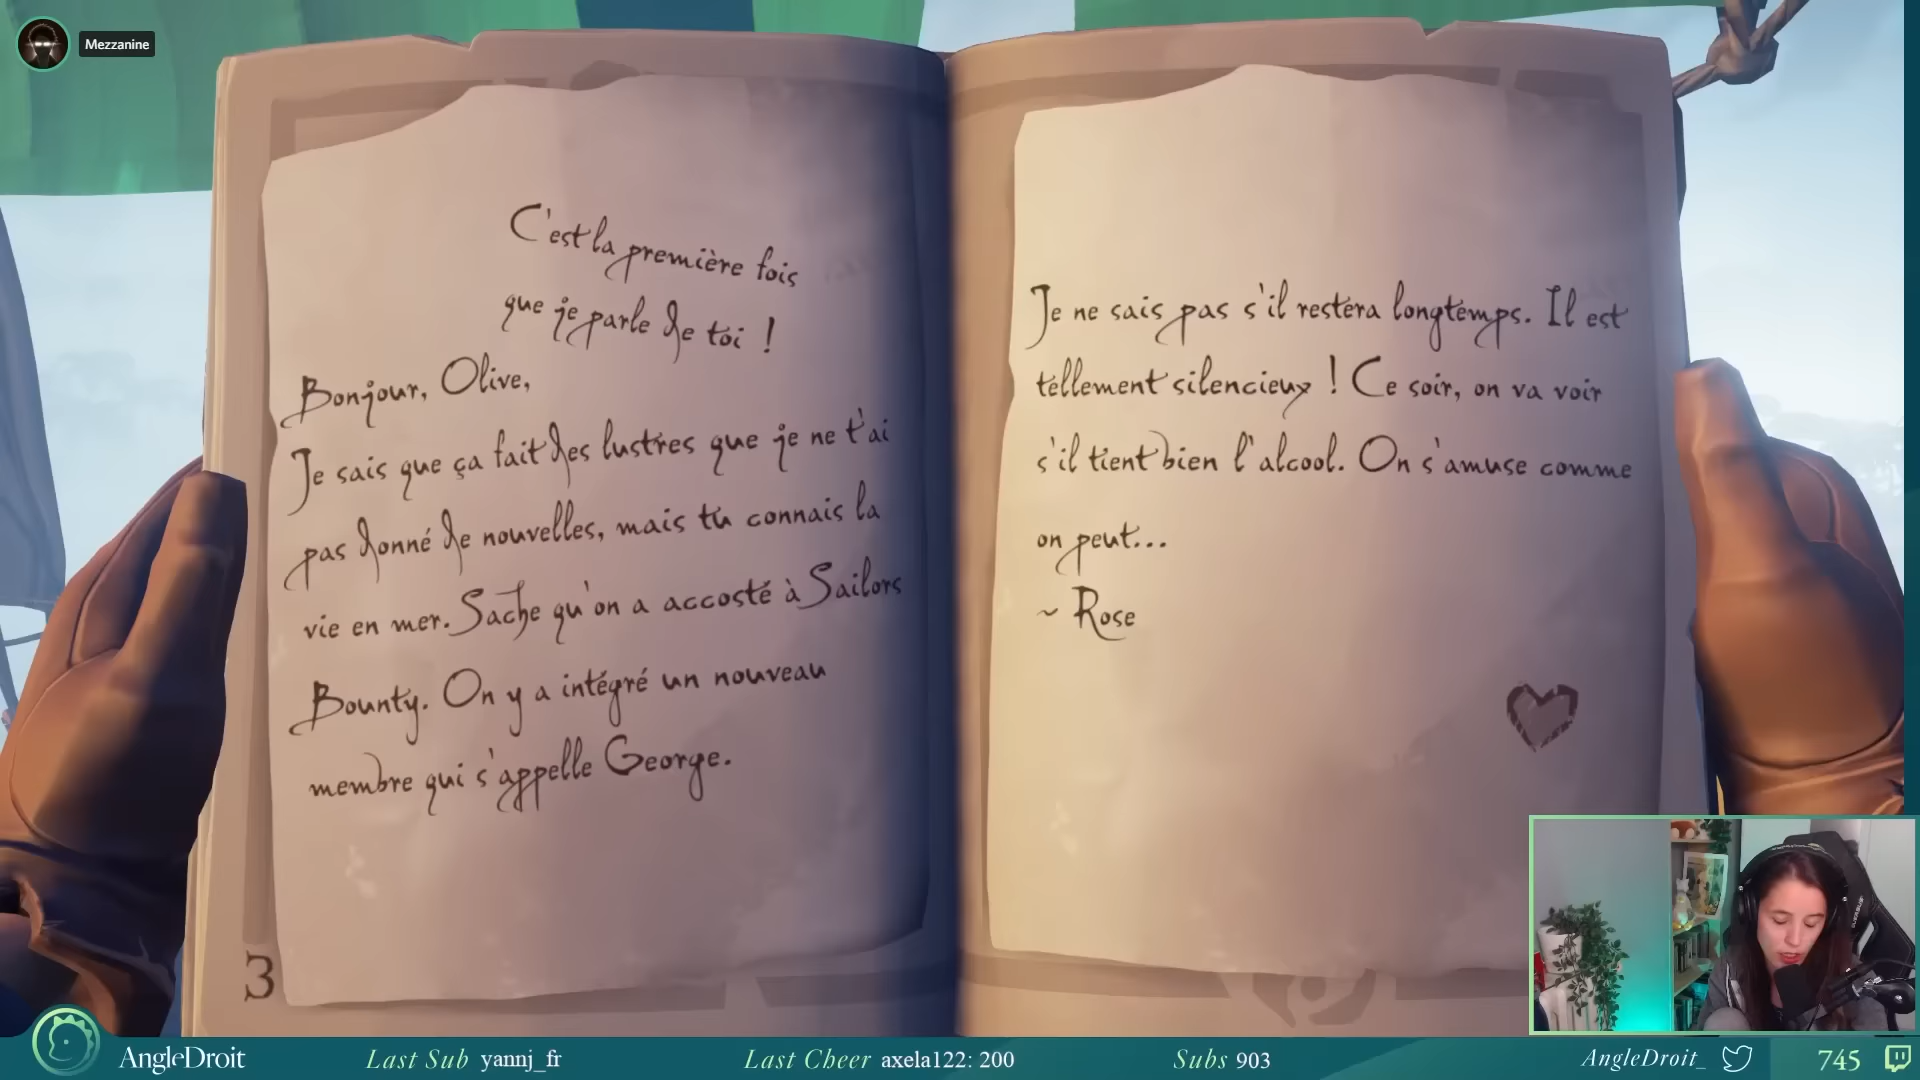 Mezzanine
C'est la première fois
que je parle de toi !
Bonjour, Olive,
Je sais que ça fait des lustres que je ne t'ai
pas donné de nouvelles, mais tu connais la
vie en mer. Sache qu'on a accosté à Sailors
Bounty. On y a intégré un nouveau
membre qui s'appelle George.
3
Je ne sais pas s'il restera longtemps. Il est
tellement silencieux ! Ce soir, on va voir
s'il tient bien l'alcool. On s'amuse comme
on peut...
~ Rose
AngleDroit
Last Sub yannj_fr
Last Cheer axela122: 200
Subs 903
AngleDroit_
745